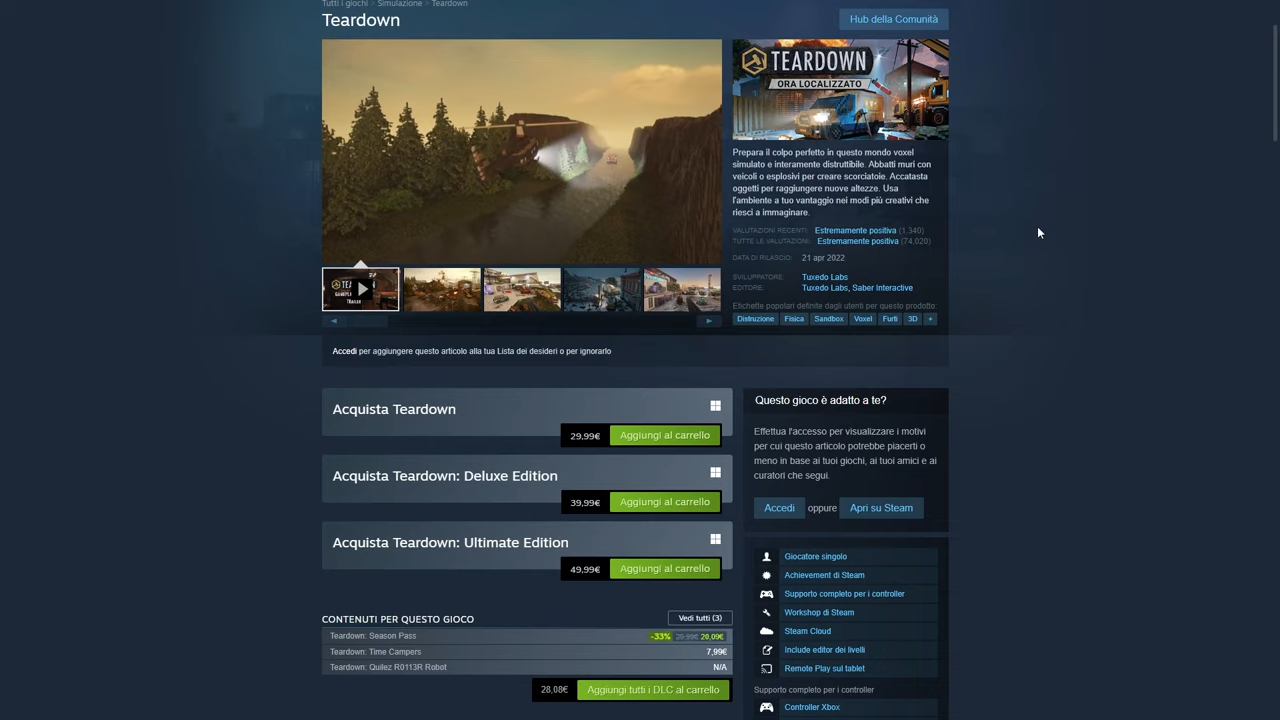 Tutti i giochi > Simulazione > Teardown
Teardown
Hub della Comunità
TEARDOWN
ORA LOCALIZZATO
Prepara il colpo perfetto in questo mondo voxel
simulato e interamente distruttibile. Abbatti muri con
veicoli o esplosivi per creare scorciatoie. Accatasta
oggetti per raggiungere nuove altezze. Usa
l'ambiente a tuo vantaggio nei modi più creativi che
riesci a immaginare.
VALUTAZIONI RECENTI: Estremamente positiva (1,340)
TUTTE LE VALUTAZIONI: Estremamente positiva (74,020)
DATA DI RILASCIO: 21 apr 2022
SVILUPPATORE: Tuxedo Labs
EDITORE: Tuxedo Labs, Saber Interactive
Etichette popolari definite dagli utenti per questo prodotto:
Distruzione Fisica Sandbox Voxel Furti 3D +
TRAILER
Accedi per aggiungere questo articolo alla tua Lista dei desideri o per ignorarlo
Acquista Teardown
29,99€ Aggiungi al carrello
Acquista Teardown: Deluxe Edition
39,99€ Aggiungi al carrello
Acquista Teardown: Ultimate Edition
49,99€ Aggiungi al carrello
CONTENUTI PER QUESTO GIOCO
Vedi tutti (3)
Teardown: Season Pass -33% 29,99€ 20,09€
Teardown: Time Campers 7,99€
Teardown: Quilez R0113R Robot N/A
28,08€ Aggiungi tutti i DLC al carrello
Questo gioco è adatto a te?
Effettua l'accesso per visualizzare i motivi
per cui questo articolo potrebbe piacerti o
meno in base ai tuoi giochi, ai tuoi amici e ai
curatori che segui.
Accedi oppure Apri su Steam
Giocatore singolo
Achievement di Steam
Supporto completo per i controller
Workshop di Steam
Steam Cloud
Include editor dei livelli
Remote Play sul tablet
Supporto completo per i controller
Controller Xbox